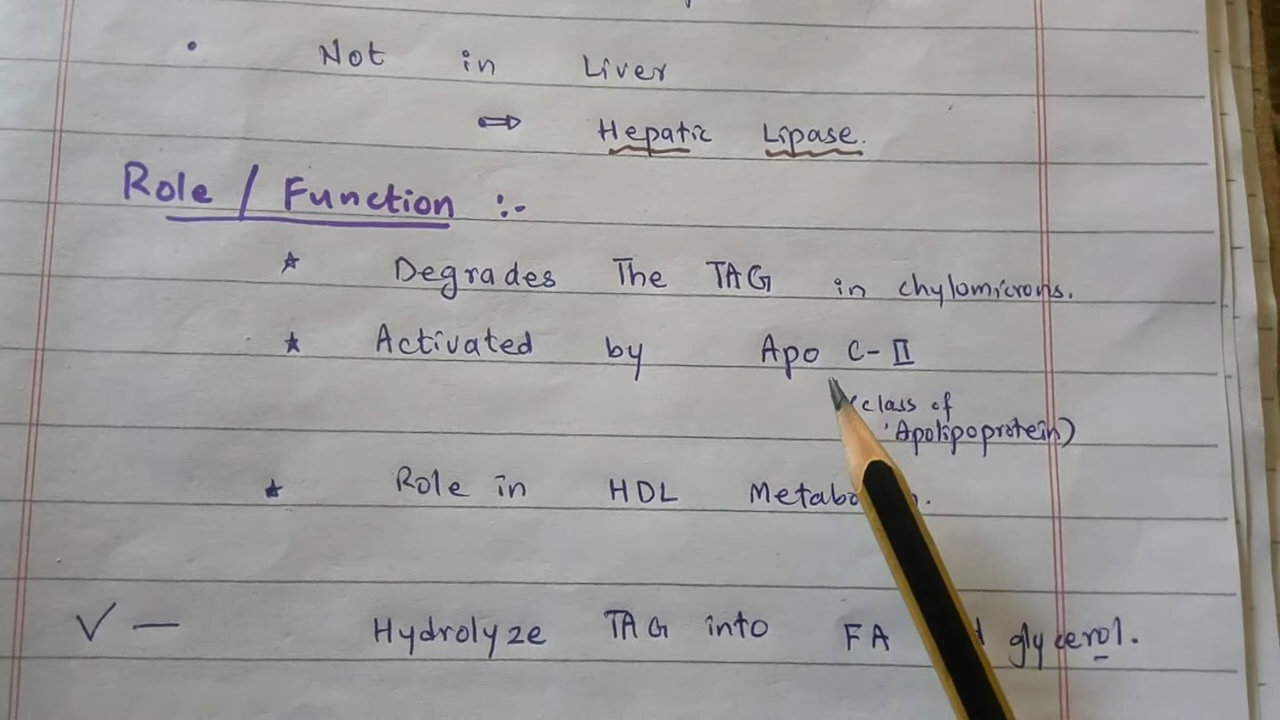 • Not in Liver
⇨ Hepatic Lipase.
Role / Function :-
★ Degrades The TAG in chylomicrons.
★ Activated by Apo C-II
(class of
Apolipoprotein)
★ Role in HDL
✓ — Hydrolyze TAG into FA glycerol.